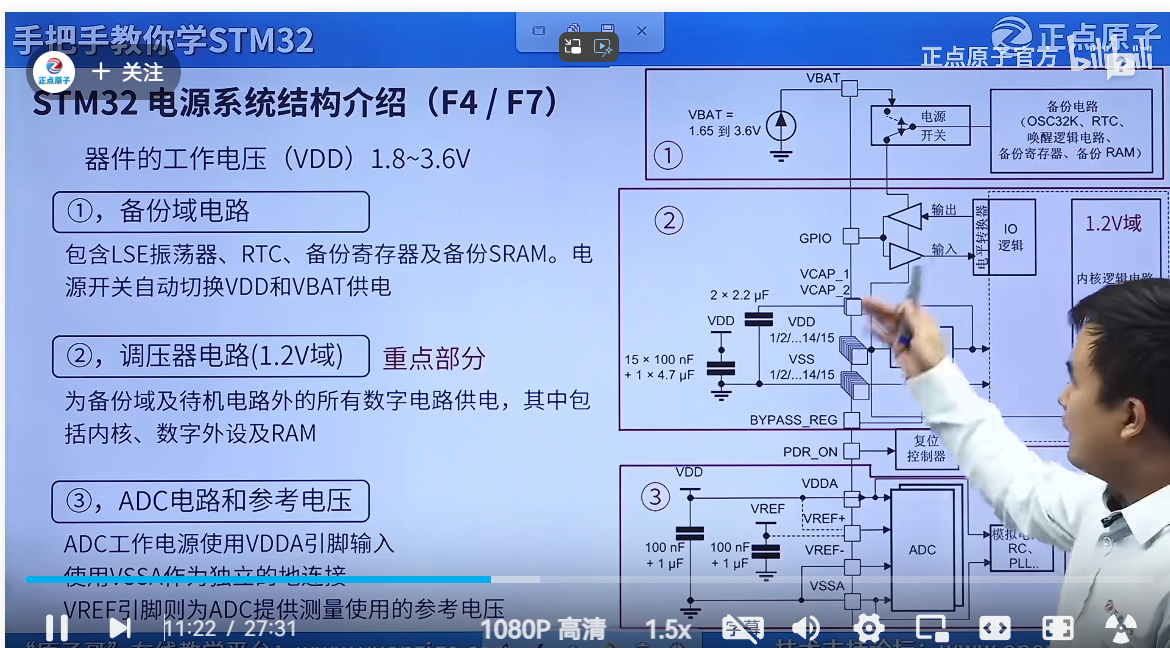 手把手教你学STM32
正点原子
正点原子官方 bilibili
正点原子
+ 关注
STM32 电源系统结构介绍（F4 / F7）
器件的工作电压（VDD）1.8~3.6V
①，备份域电路
包含LSE振荡器、RTC、备份寄存器及备份SRAM。电
源开关自动切换VDD和VBAT供电
②，调压器电路(1.2V域)
重点部分
为备份域及待机电路外的所有数字电路供电，其中包
括内核、数字外设及RAM
③，ADC电路和参考电压
ADC工作电源使用VDDA引脚输入
使用VSSA作为独立的地连接
VREF引脚则为ADC提供测量使用的参考电压
VBAT
VBAT =
1.65 到 3.6V
①
电源
开关
备份电路
（OSC32K、RTC、
唤醒逻辑电路、
备份寄存器、备份 RAM）
②
GPIO
输出
输入
电平转换器
IO
逻辑
1.2V域
内核逻辑电路
VCAP_1
VCAP_2
2 × 2.2 μF
VDD
VDD
1/2/...14/15
VSS
1/2/...14/15
15 × 100 nF
+ 1 × 4.7 μF
BYPASS_REG
PDR_ON
复位
控制器
③
VDD
VDDA
VREF
VREF+
VREF-
VSSA
100 nF
+ 1 μF
100 nF
+ 1 μF
ADC
模拟电
RC、
PLL..
11:22 / 27:31
1080P 高清
1.5x
字幕